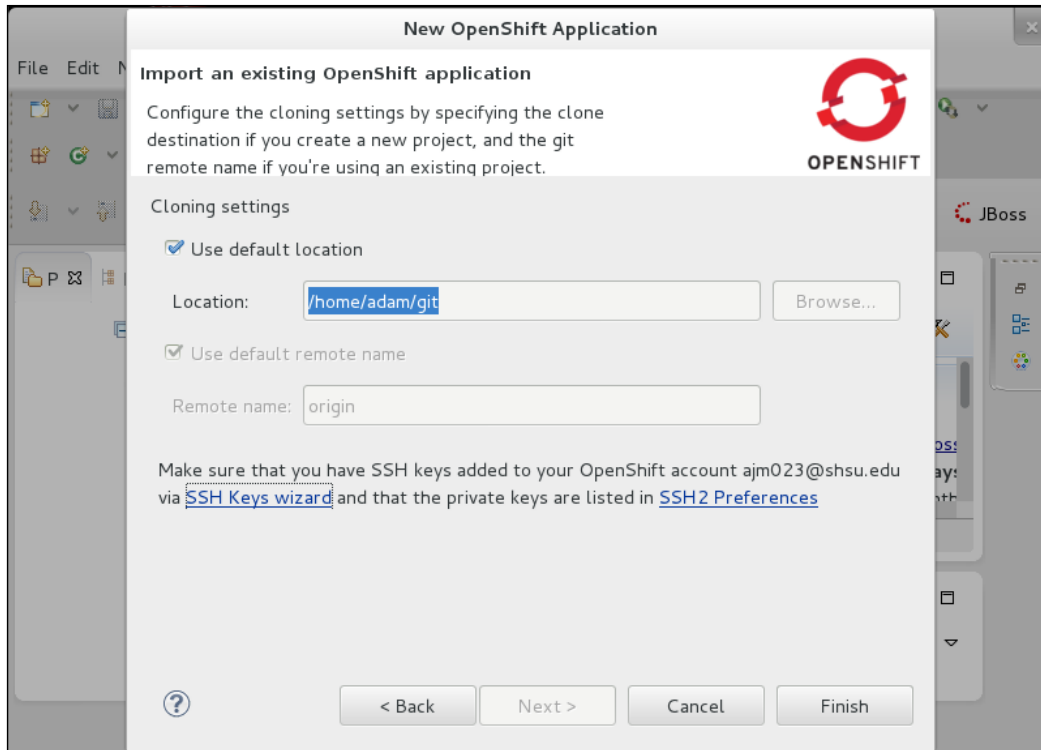 New OpenShift Application
File Edit N
Import an existing OpenShift application
Configure the cloning settings by specifying the clone
destination if you create a new project, and the git
remote name if you're using an existing project.
OPENSHIFT
Cloning settings
JBoss
Use default location
P
Location: /home/adam/git Browse...
Use default remote name
Remote name: origin
Make sure that you have SSH keys added to your OpenShift account ajm023@shsu.edu
via SSH Keys wizard and that the private keys are listed in SSH2 Preferences
< Back Next > Cancel Finish